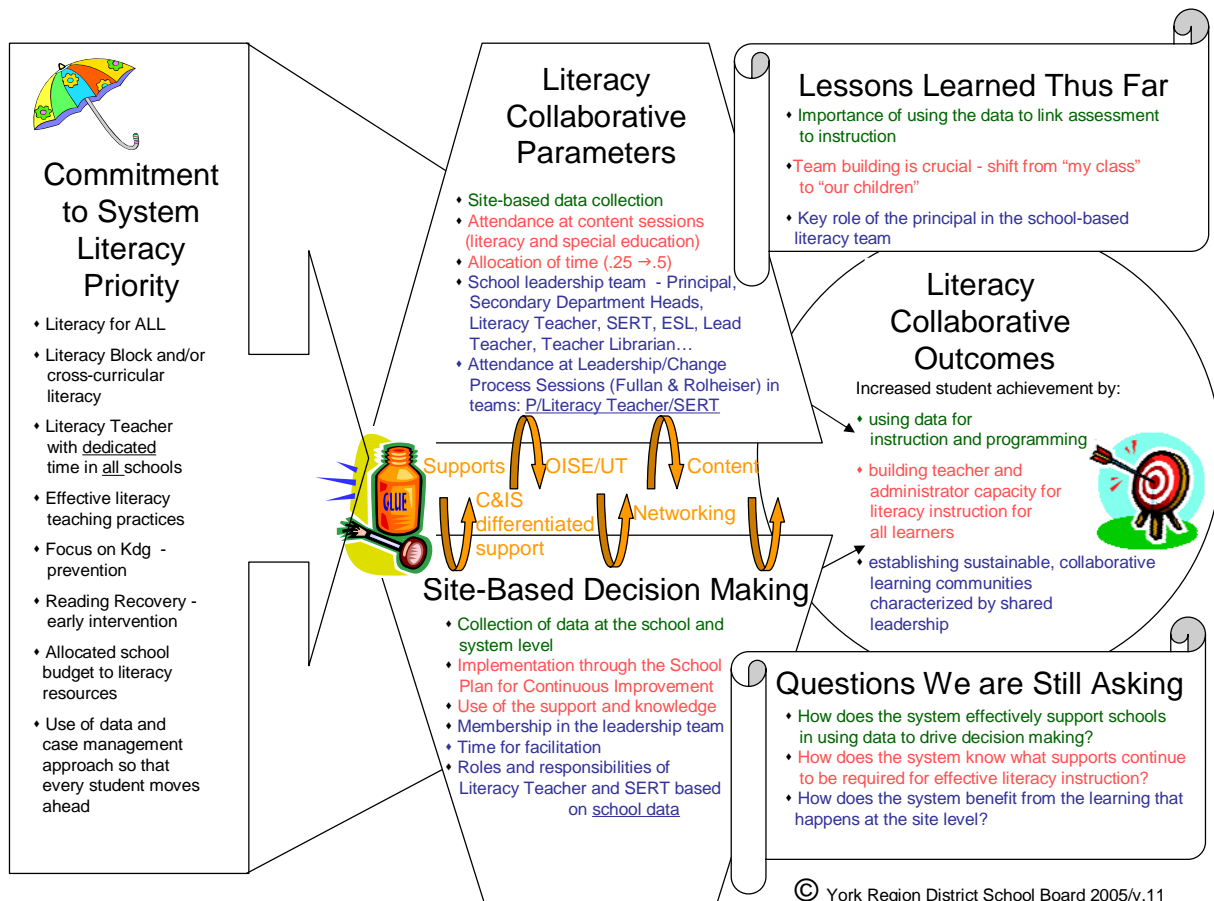 Commitment
to System
Literacy
Priority
Literacy for ALL
Literacy Block and/or
cross-curricular
literacy
Literacy Teacher
with dedicated
time in all schools
Effective literacy
teaching practices
Focus on Kdg -
prevention
Reading Recovery -
early intervention
Allocated school
budget to literacy
resources
Use of data and
case management
approach so that
every student moves
ahead
Literacy
Collaborative
Parameters
Site-based data collection
Attendance at content sessions
(literacy and special education)
Allocation of time (.25 →.5)
School leadership team - Principal,
Secondary Department Heads,
Literacy Teacher, SERT, ESL, Lead
Teacher, Teacher Librarian…
Attendance at Leadership/Change
Process Sessions (Fullan & Rolheiser) in
teams: P/Literacy Teacher/SERT
GLUE
Supports
OISE/UT
Content
C&IS
differentiated
support
Networking
Site-Based Decision Making
Collection of data at the school and
system level
Implementation through the School
Plan for Continuous Improvement
Use of the support and knowledge
Membership in the leadership team
Time for facilitation
Roles and responsibilities of
Literacy Teacher and SERT based
on school data
Lessons Learned Thus Far
Importance of using the data to link assessment
to instruction
Team building is crucial - shift from “my class”
to “our children”
Key role of the principal in the school-based
literacy team
Literacy
Collaborative
Outcomes
Increased student achievement by:
using data for
instruction and programming
building teacher and
administrator capacity for
literacy instruction for
all learners
establishing sustainable, collaborative
learning communities
characterized by shared
leadership
Questions We are Still Asking
How does the system effectively support schools
in using data to drive decision making?
How does the system know what supports continue
to be required for effective literacy instruction?
How does the system benefit from the learning that
happens at the site level?
© York Region District School Board 2005/v.11